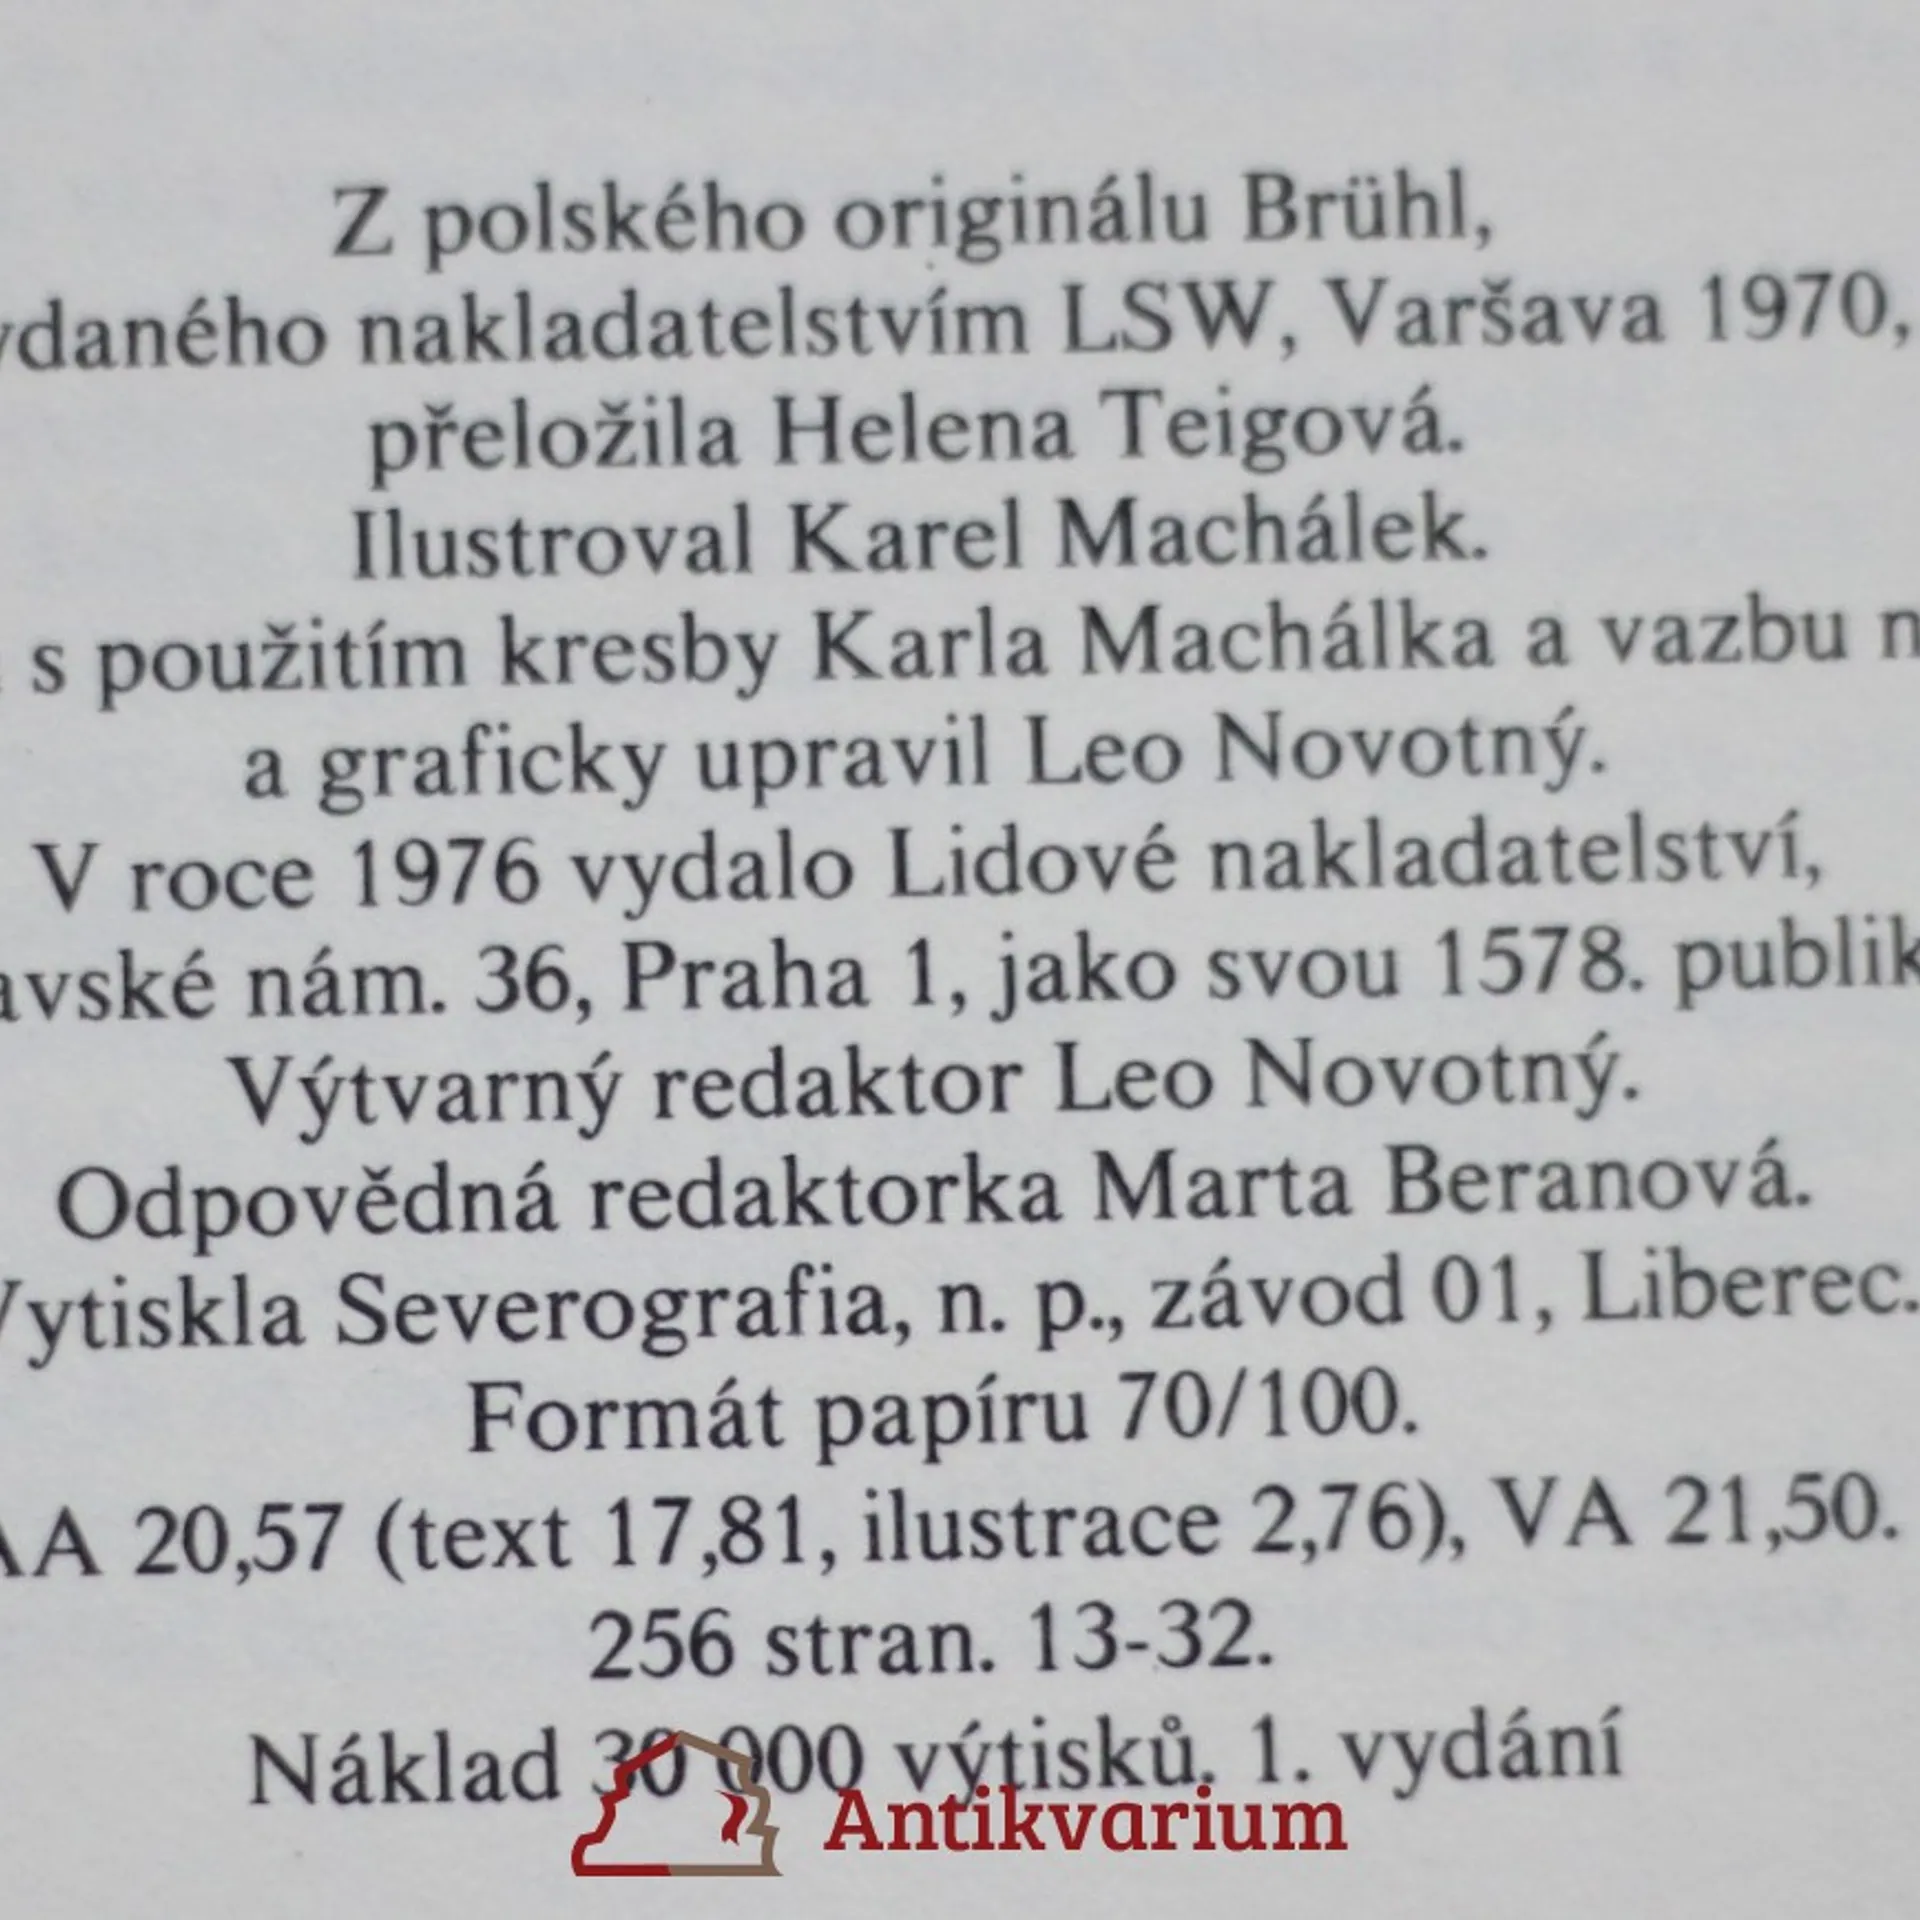 Z polského originálu Brühl,
ydaného nakladatelstvím LSW, Varšava 1970,
přeložila Helena Teigová.
Ilustroval Karel Machálek.
s použitím kresby Karla Machálka a vazbu n
a graficky upravil Leo Novotný.
V roce 1976 vydalo Lidové nakladatelství,
avské nám. 36, Praha 1, jako svou 1578. publik
Výtvarný redaktor Leo Novotný.
Odpovědná redaktorka Marta Beranová.
Vytiskla Severografia, n. p., závod 01, Liberec.
Formát papíru 70/100.
AA 20,57 (text 17,81, ilustrace 2,76), VA 21,50.
256 stran. 13-32.
Náklad 30 000 výtisků. 1. vydání
Antikvarium